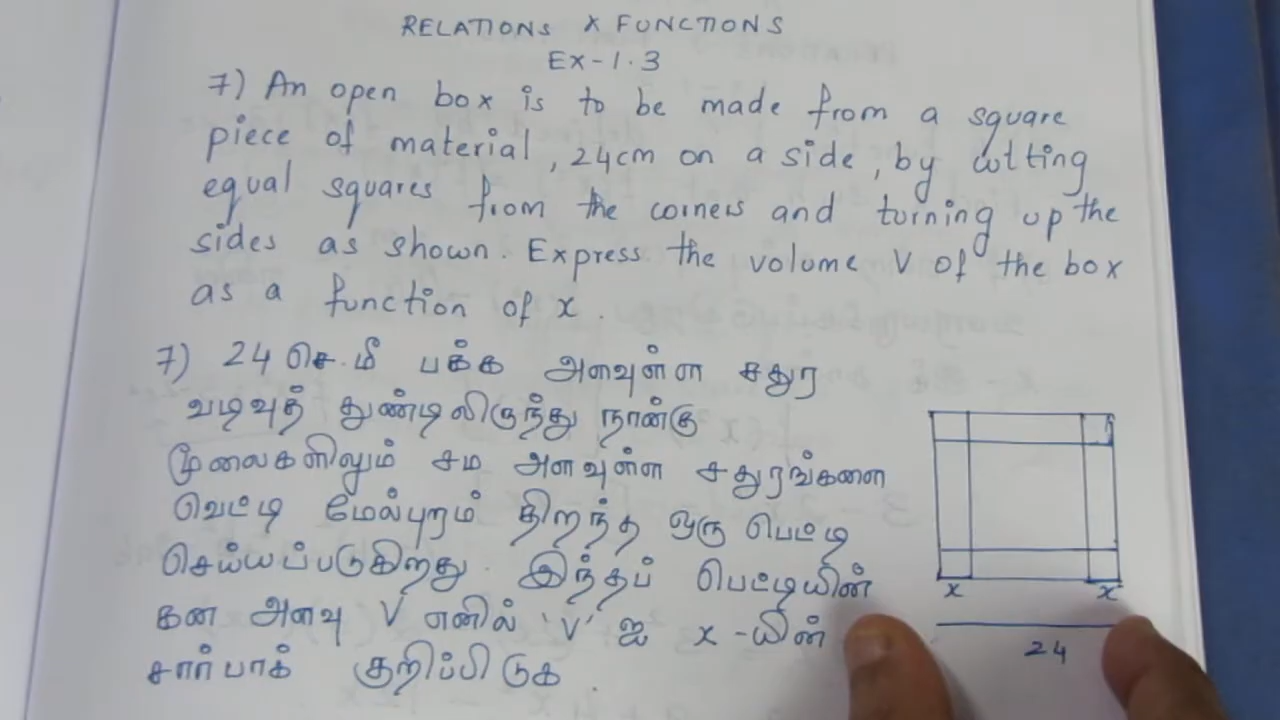 RELATIONS & FUNCTIONS
EX-1.3
7) An open box is to be made from a square
piece of material, 24cm on a side, by cutting
equal squares from the corners and turning up the
sides as shown. Express the volume V of the box
as a function of x.
7) 24 செ.மீ பக்க அளவுள்ள சதுர
வடிவத் துண்டிலிருந்து நான்கு
மூலைகளிலும் சம அளவுள்ள சதுரங்களை
வெட்டி மேல்புறம் திறந்த ஒரு பெட்டி
செய்யப்படுகிறது. இந்தப் பெட்டியின்
கன அளவு V எனில் 'V' ஐ x -யின்
சார்பாக் குறிப்பிடுக.
x x
24